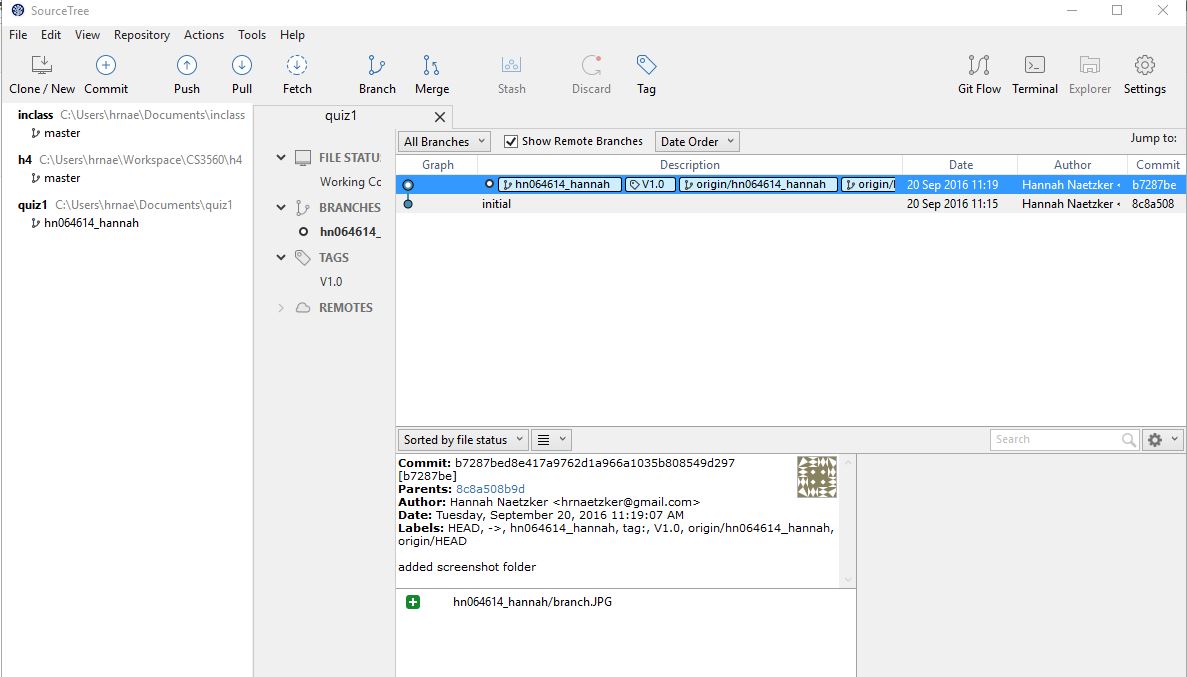 SourceTree
File Edit View Repository Actions Tools Help
Clone / New Commit Push Pull Fetch Branch Merge Stash Discard Tag Git Flow Terminal Explorer Settings
inclass C:\Users\hrnae\Documents\inclass
master
h4 C:\Users\hrnae\Workspace\CS3560\h4
master
quiz1 C:\Users\hrnae\Documents\quiz1
hn064614_hannah
quiz1
FILE STATU
Working Cc
BRANCHES
hn064614_
TAGS
V1.0
REMOTES
All Branches Show Remote Branches Date Order Jump to:
Graph Description Date Author Commit
hn064614_hannah V1.0 origin/hn064614_hannah origin/ 20 Sep 2016 11:19 Hannah Naetzker < b7287be
initial 20 Sep 2016 11:15 Hannah Naetzker < 8c8a508
Sorted by file status Search
Commit: b7287bed8e417a9762d1a966a1035b808549d297
[b7287be]
Parents: 8c8a508b9d
Author: Hannah Naetzker <hrnaetzker@gmail.com>
Date: Tuesday, September 20, 2016 11:19:07 AM
Labels: HEAD, ->, hn064614_hannah, tag:, V1.0, origin/hn064614_hannah,
origin/HEAD
added screenshot folder
hn064614_hannah/branch.JPG